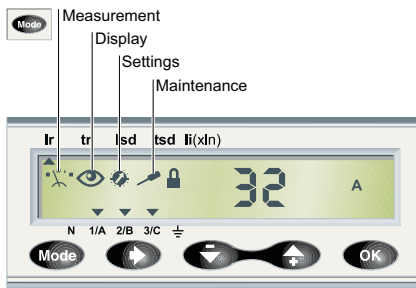 Mode
Measurement
Display
Settings
Maintenance
Ir tr Isd tsd Ii(xIn)
32 A
N 1/A 2/B 3/C
Mode OK